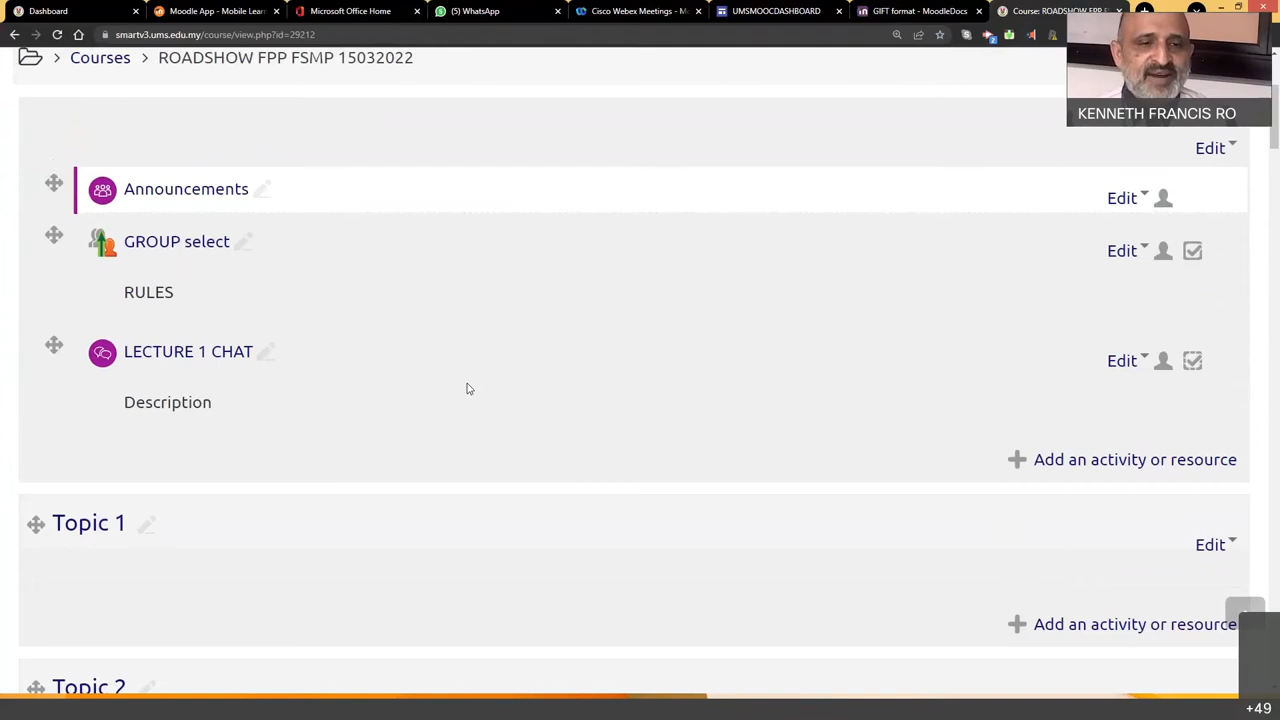 Dashboard
Moodle App - Mobile Learn
Microsoft Office Home
(5) WhatsApp
Cisco Webex Meetings - M
UMSMOOCDASHBOARD
GIFT format - MoodleDocs
Course: ROADSHOW FPP F
smartv3.ums.edu.my/course/view.php?id=29212
> Courses > ROADSHOW FPP FSMP 15032022
KENNETH FRANCIS RO
Edit
Announcements
Edit
GROUP select
Edit
RULES
LECTURE 1 CHAT
Edit
Description
Add an activity or resource
Topic 1
Edit
Add an activity or resource
Topic 2
+49